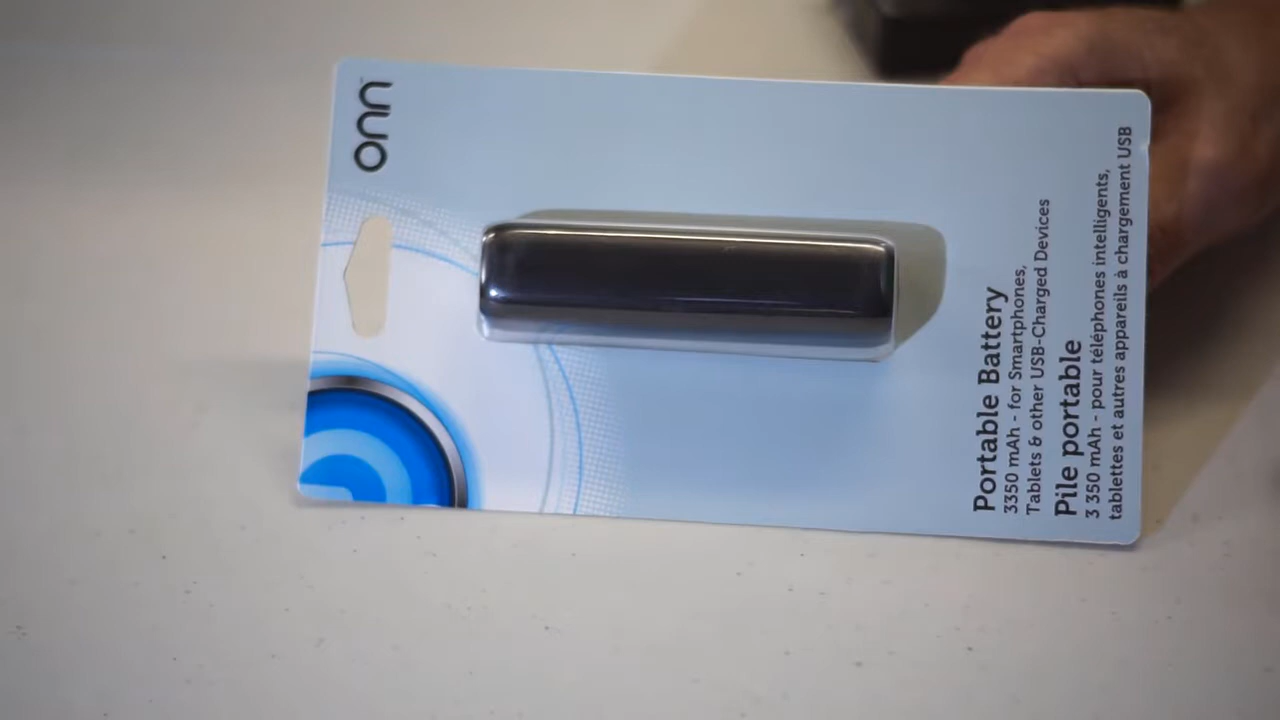 onn
Portable Battery
3350 mAh - for Smartphones,
Tablets & other USB-Charged Devices
Pile portable
3 350 mAh - pour téléphones intelligents,
tablettes et autres appareils à chargement USB